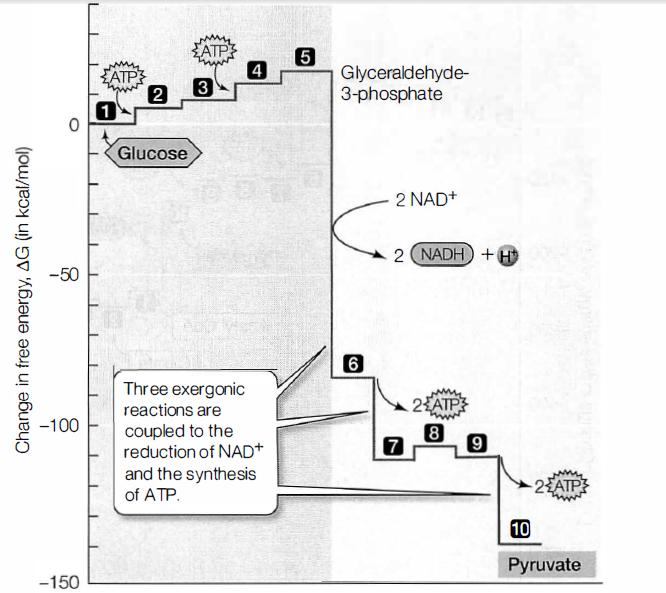 ATP
ATP
1
2
3
4
5
Glyceraldehyde-
3-phosphate
0
Glucose
Change in free energy, ΔG (in kcal/mol)
2 NAD+
2 NADH + H+
−50
6
Three exergonic
reactions are
coupled to the
reduction of NAD+
and the synthesis
of ATP.
2 ATP
−100
7
8
9
2 ATP
10
Pyruvate
−150